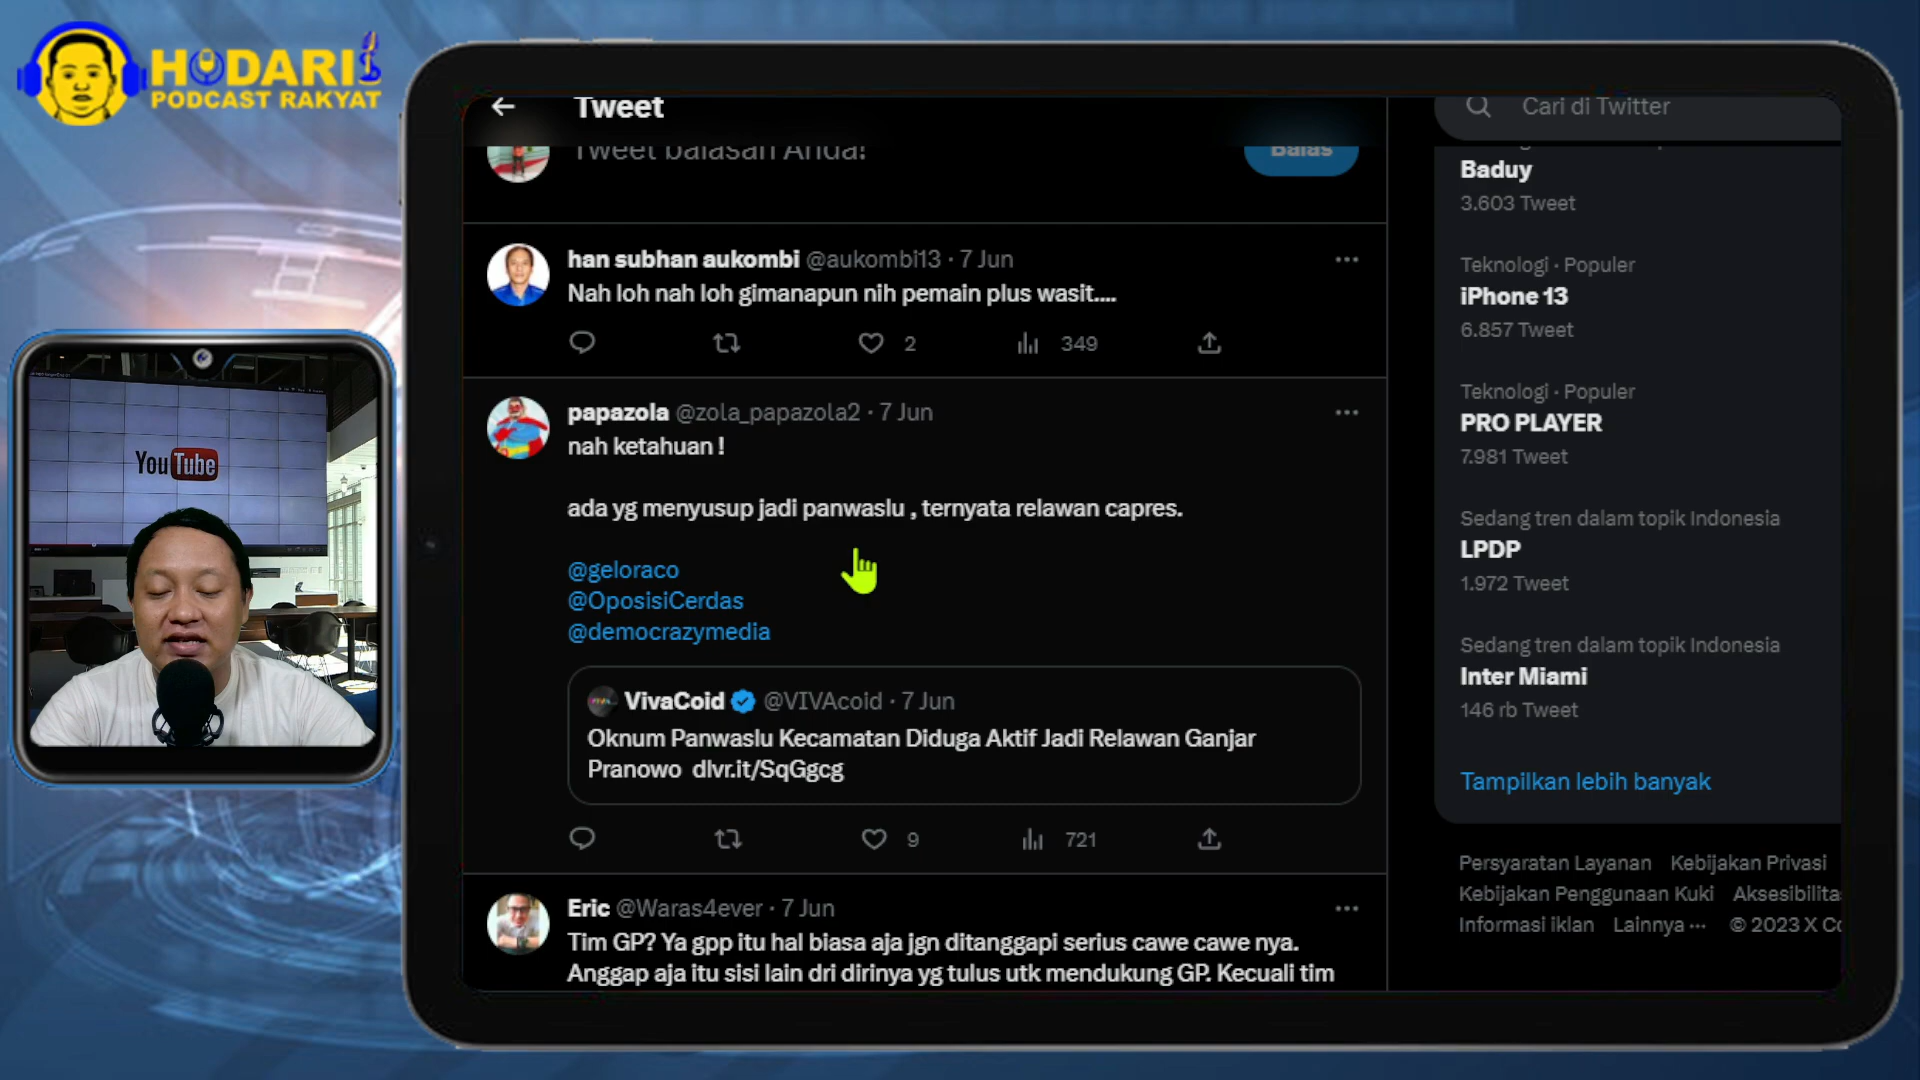 HODARI
PODCAST RAKYAT
YouTube
Tweet
Tweet balasan Anda!
Balas
han subhan aukombi @aukombi13 · 7 Jun
Nah loh nah loh gimanapun nih pemain plus wasit....
2
349
papazola @zola_papazola2 · 7 Jun
nah ketahuan !
ada yg menyusup jadi panwaslu , ternyata relawan capres.
@geloraco
@OposisiCerdas
@democrazymedia
VivaCoid @VIVAcoid · 7 Jun
Oknum Panwaslu Kecamatan Diduga Aktif Jadi Relawan Ganjar
Pranowo dlvr.it/SqGgcg
9
721
Eric @Waras4ever · 7 Jun
Tim GP? Ya gpp itu hal biasa aja jgn ditanggapi serius cawe cawe nya.
Anggap aja itu sisi lain dri dirinya yg tulus utk mendukung GP. Kecuali tim
Cari di Twitter
Baduy
3.603 Tweet
Teknologi · Populer
iPhone 13
6.857 Tweet
Teknologi · Populer
PRO PLAYER
7.981 Tweet
Sedang tren dalam topik Indonesia
LPDP
1.972 Tweet
Sedang tren dalam topik Indonesia
Inter Miami
146 rb Tweet
Tampilkan lebih banyak
Persyaratan Layanan Kebijakan Privasi
Kebijakan Penggunaan Kuki Aksesibilita
Informasi iklan Lainnya ··· © 2023 X Co